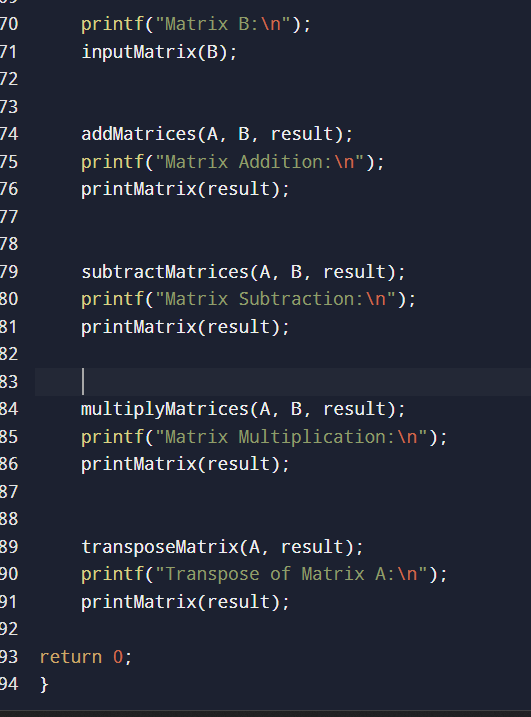 70     printf("Matrix B:\n");
71     inputMatrix(B);
72
73
74     addMatrices(A, B, result);
75     printf("Matrix Addition:\n");
76     printMatrix(result);
77
78
79     subtractMatrices(A, B, result);
80     printf("Matrix Subtraction:\n");
81     printMatrix(result);
82
83
84     multiplyMatrices(A, B, result);
85     printf("Matrix Multiplication:\n");
86     printMatrix(result);
87
88
89     transposeMatrix(A, result);
90     printf("Transpose of Matrix A:\n");
91     printMatrix(result);
92
93 return 0;
94 }